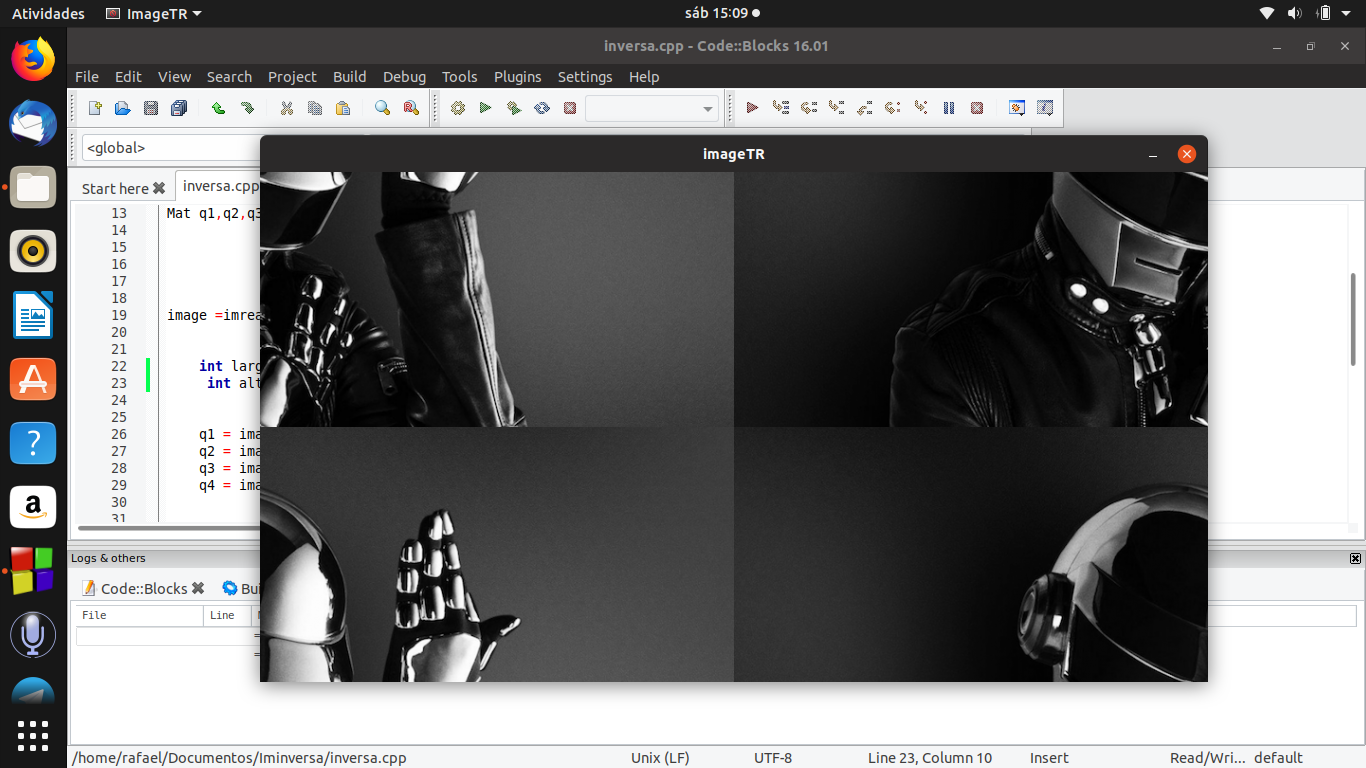 Atividades ImageTR sáb 15:09
inversa.cpp - Code::Blocks 16.01
File Edit View Search Project Build Debug Tools Plugins Settings Help
<global>
imageTR
Start here inversa.cpp
13 Mat q1,q2,q3
14
15
16
17
18
19 image =imrea
20
21
22 int larg
23 int alt
24
25
26 q1 = ima
27 q2 = ima
28 q3 = ima
29 q4 = ima
30
31
Logs & others
Code::Blocks Bui
File Line
/home/rafael/Documentos/Iminversa/inversa.cpp Unix (LF) UTF-8 Line 23, Column 10 Insert Read/Wri... default